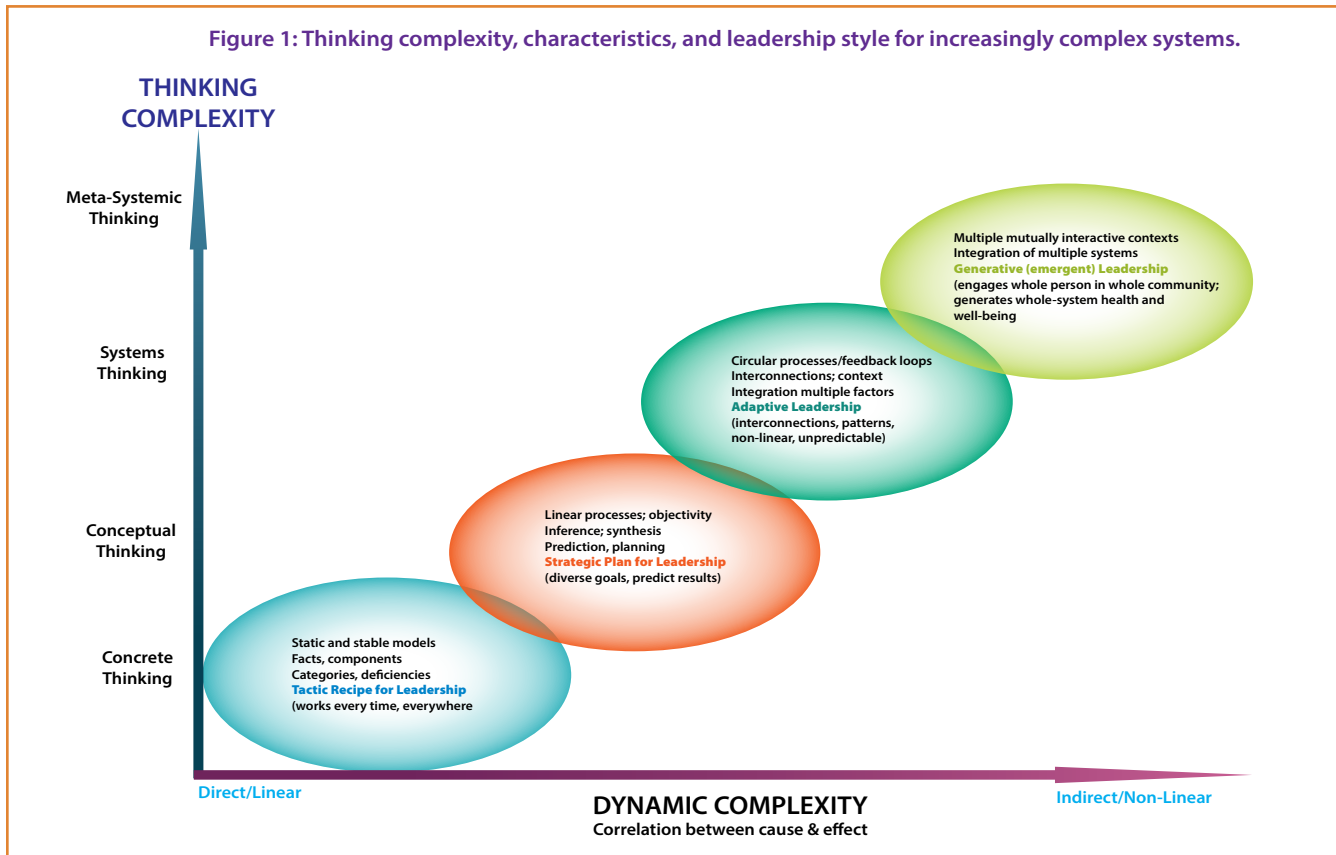 Figure 1: Thinking complexity, characteristics, and leadership style for increasingly complex systems.
THINKING
COMPLEXITY
Meta-Systemic
Thinking
Multiple mutually interactive contexts
Integration of multiple systems
Generative (emergent) Leadership
(engages whole person in whole community;
generates whole-system health and
well-being
Systems
Thinking
Circular processes/feedback loops
Interconnections; context
Integration multiple factors
Adaptive Leadership
(interconnections, patterns,
non-linear, unpredictable)
Conceptual
Thinking
Linear processes; objectivity
Inference; synthesis
Prediction, planning
Strategic Plan for Leadership
(diverse goals, predict results)
Concrete
Thinking
Static and stable models
Facts, components
Categories, deficiencies
Tactic Recipe for Leadership
(works every time, everywhere
Direct/Linear
DYNAMIC COMPLEXITY
Correlation between cause & effect
Indirect/Non-Linear